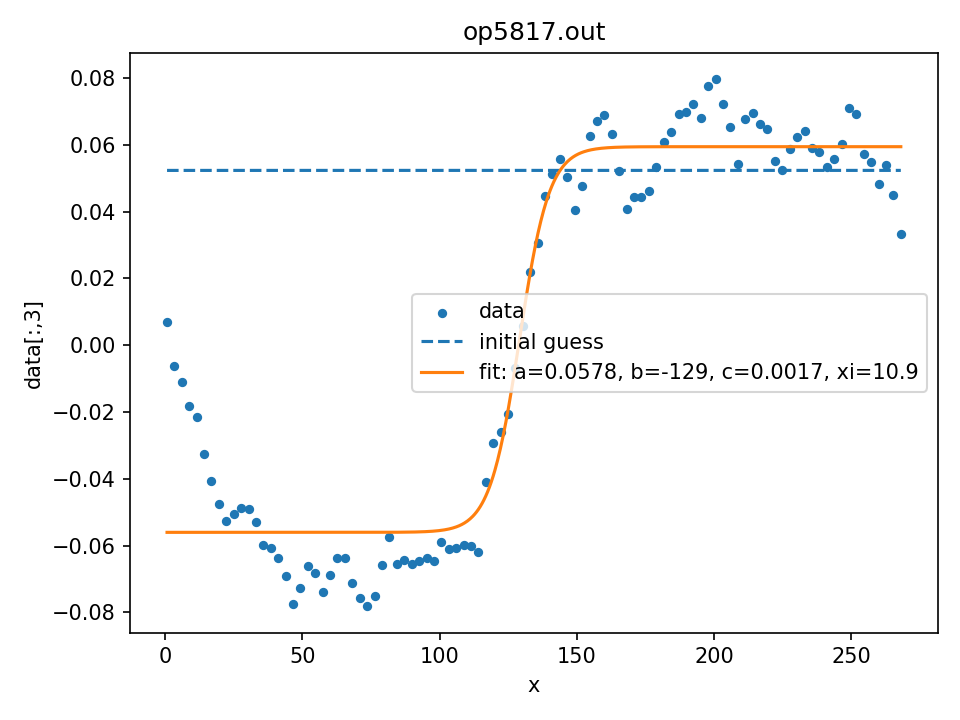 op5817.out
0.08
0.06
0.04
0.02
0.00
−0.02
−0.04
−0.06
−0.08
data[:,3]
data
initial guess
fit: a=0.0578, b=-129, c=0.0017, xi=10.9
0 50 100 150 200 250
x